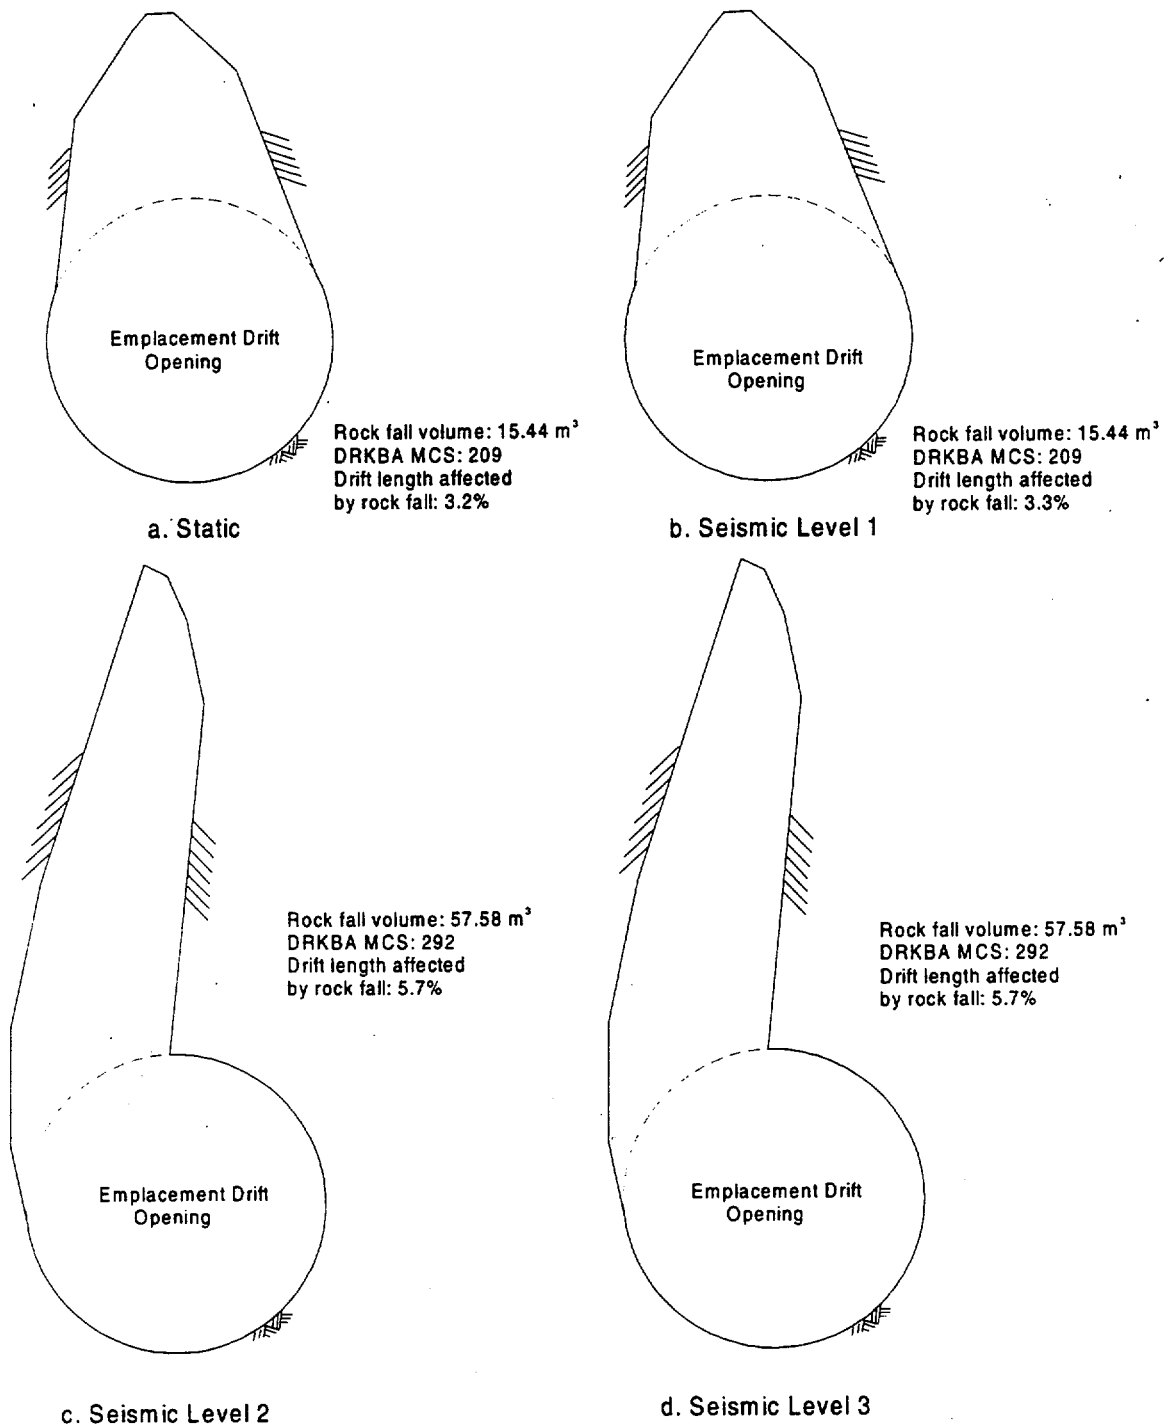 Emplacement Drift
Opening
Rock fall volume: 15.44 m³
DRKBA MCS: 209
Drift length affected
by rock fall: 3.2%
a. Static
Emplacement Drift
Opening
Rock fall volume: 15.44 m³
DRKBA MCS: 209
Drift length affected
by rock fall: 3.3%
b. Seismic Level 1
Rock fall volume: 57.58 m³
DRKBA MCS: 292
Drift length affected
by rock fall: 5.7%
Emplacement Drift
Opening
c. Seismic Level 2
Rock fall volume: 57.58 m³
DRKBA MCS: 292
Drift length affected
by rock fall: 5.7%
Emplacement Drift
Opening
d. Seismic Level 3